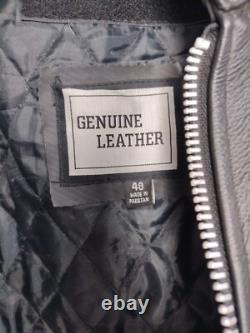 GENUINE
LEATHER
48
MADE IN
PAKISTAN